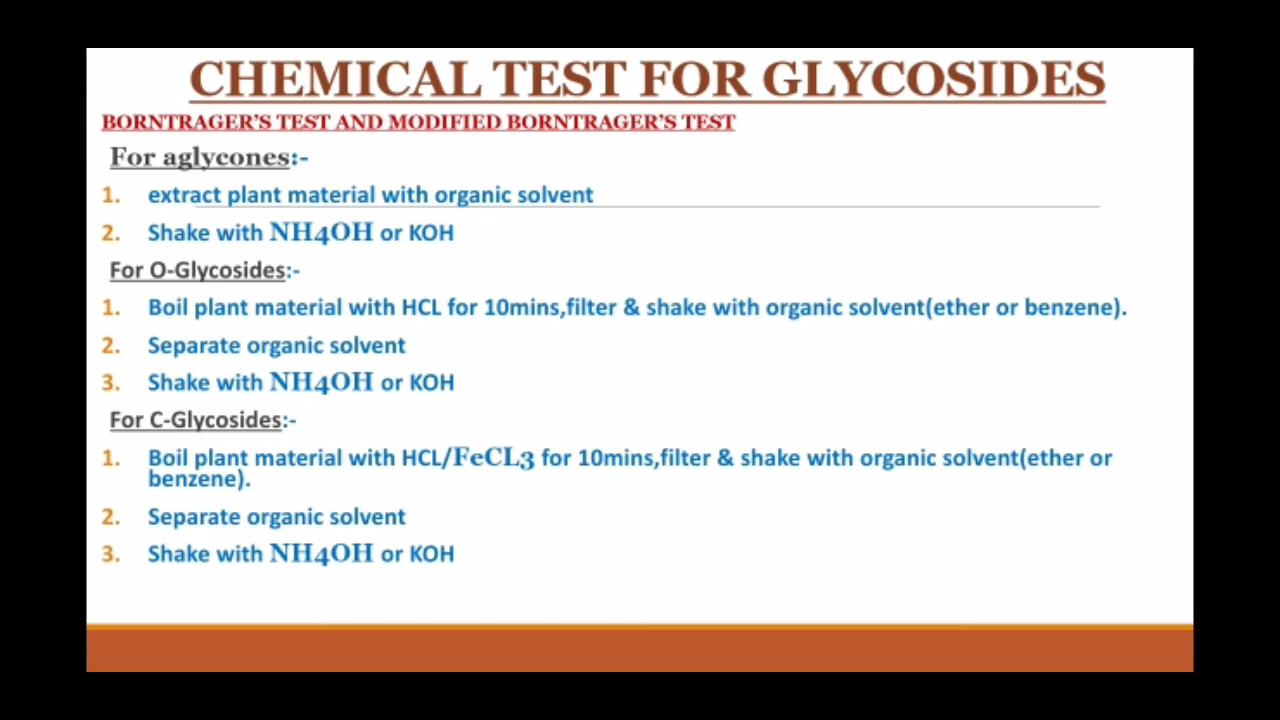 CHEMICAL TEST FOR GLYCOSIDES
BORNTRAGER'S TEST AND MODIFIED BORNTRAGER'S TEST
For aglycones:-
1. extract plant material with organic solvent
2. Shake with NH4OH or KOH
For O-Glycosides:-
1. Boil plant material with HCL for 10mins,filter & shake with organic solvent(ether or benzene).
2. Separate organic solvent
3. Shake with NH4OH or KOH
For C-Glycosides:-
1. Boil plant material with HCL/FeCL3 for 10mins,filter & shake with organic solvent(ether or
benzene).
2. Separate organic solvent
3. Shake with NH4OH or KOH